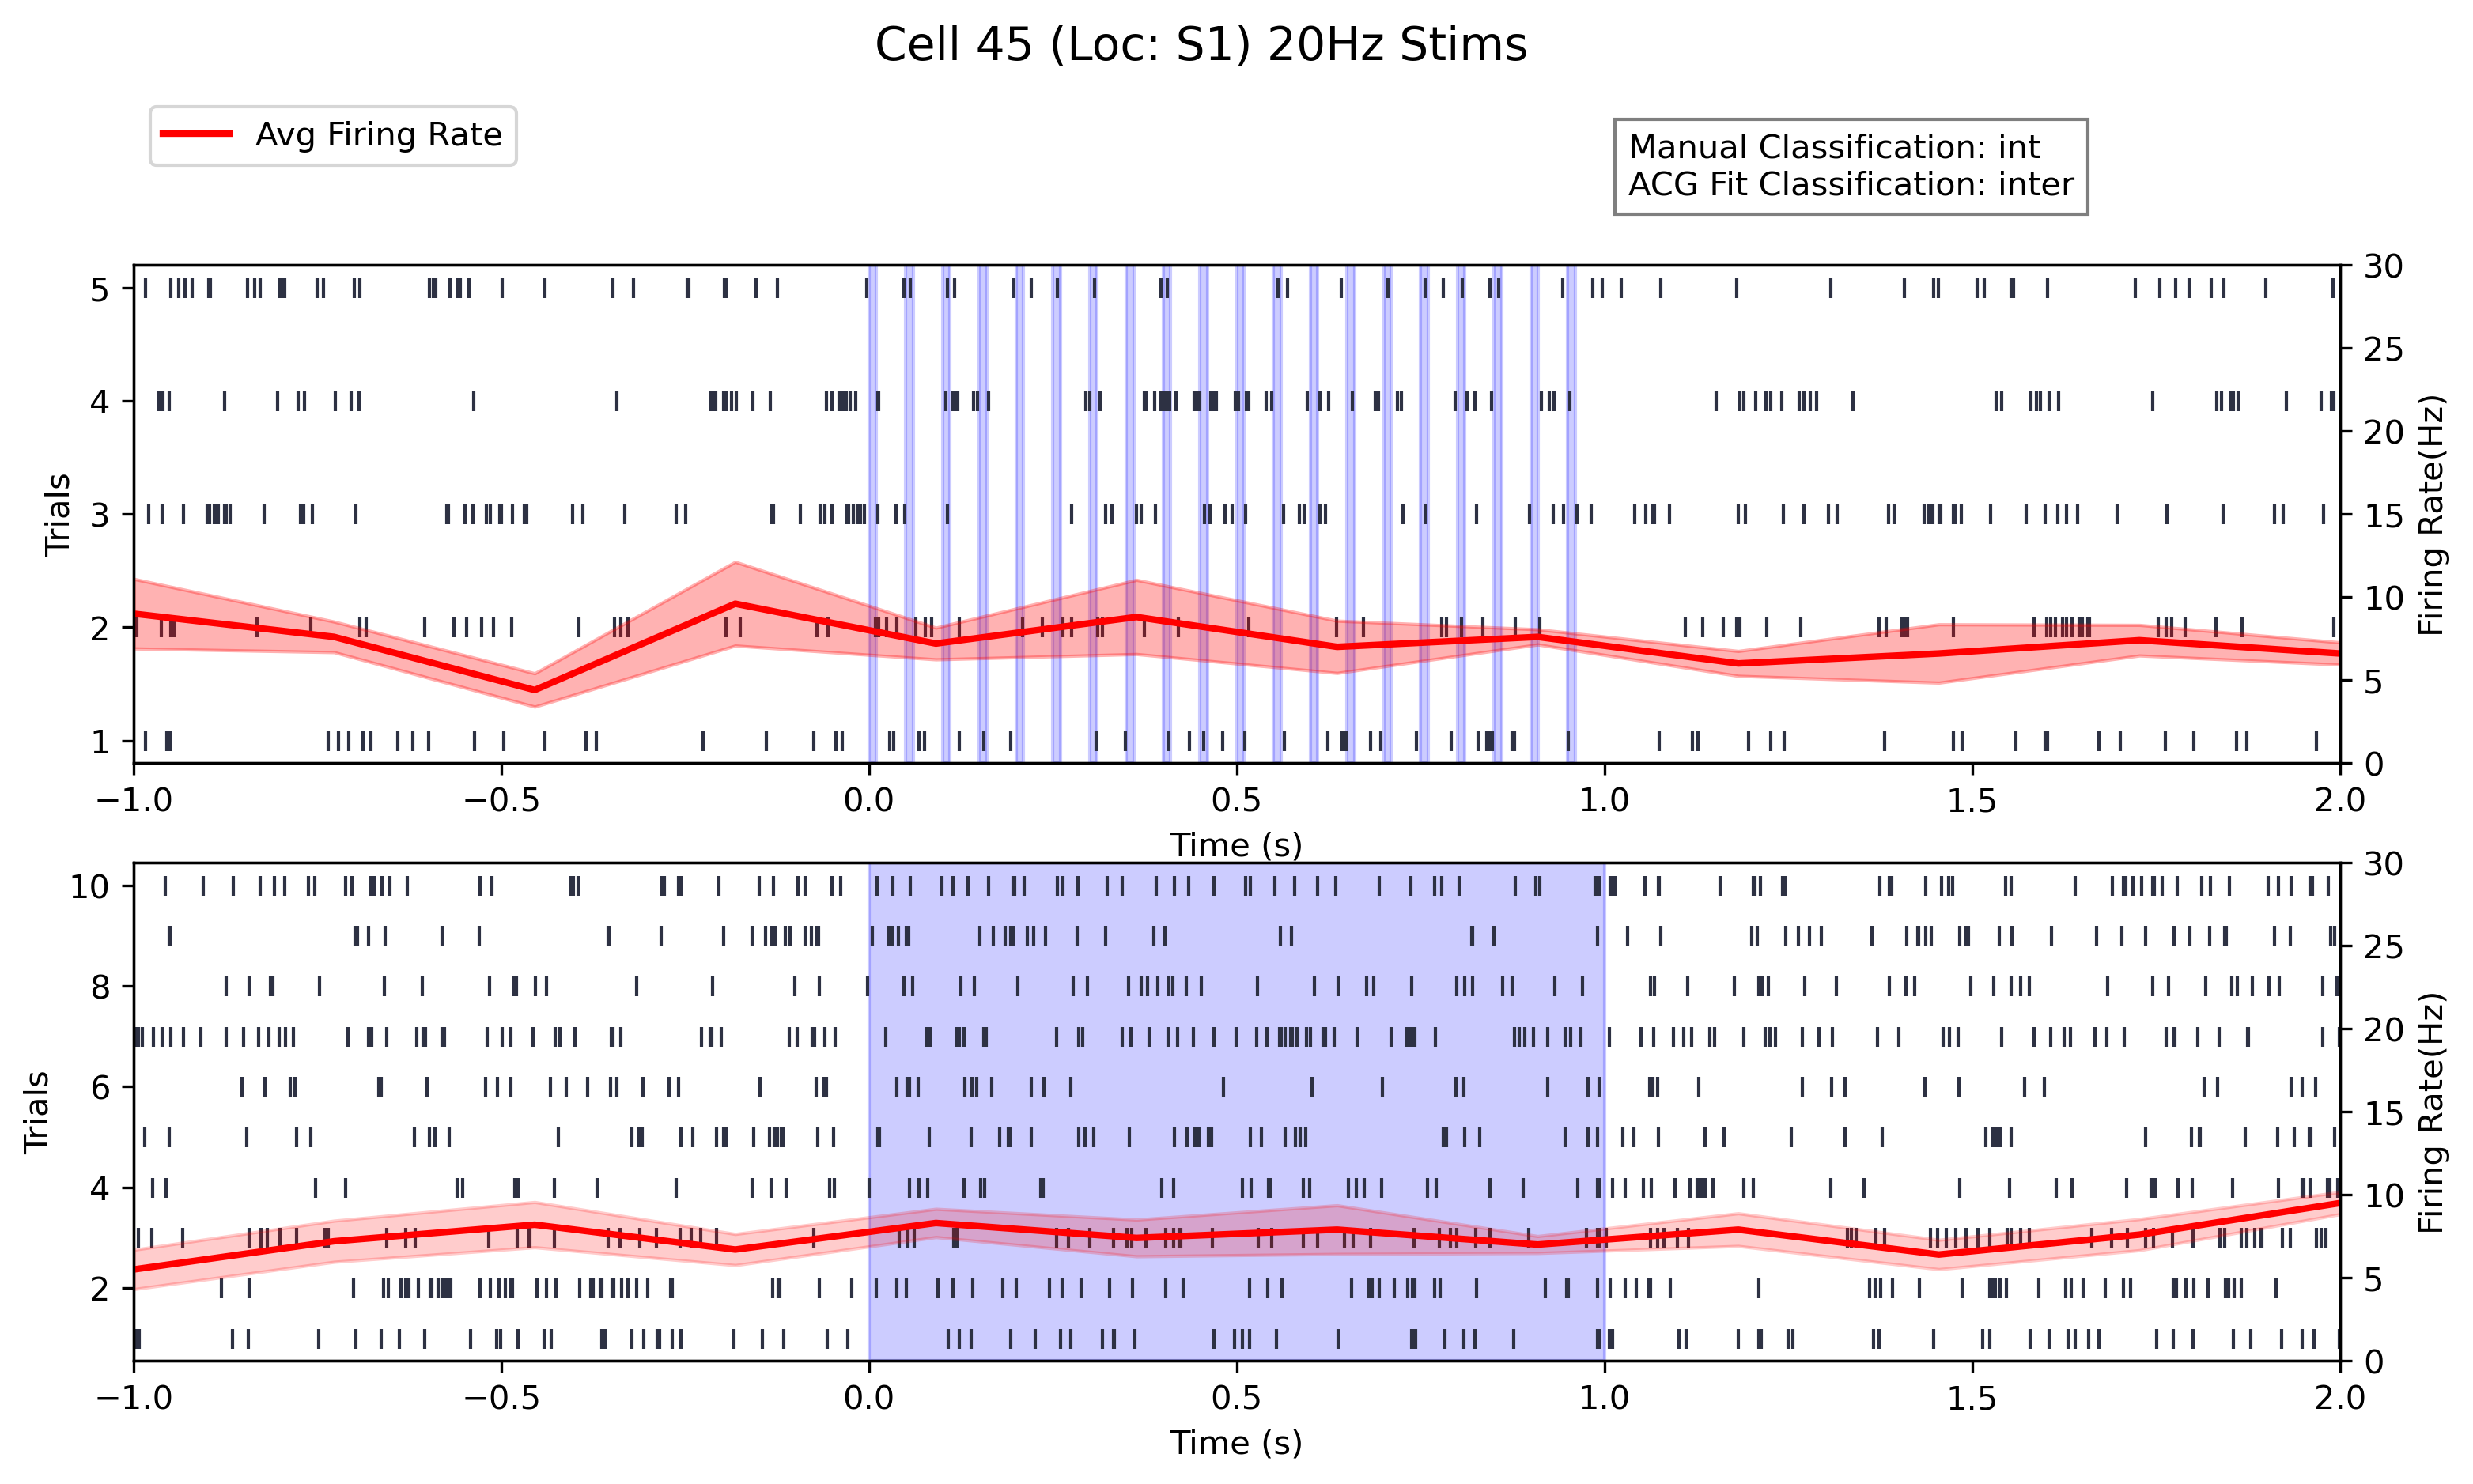 Cell 45 (Loc: S1) 20Hz Stims
Avg Firing Rate
Manual Classification: int
ACG Fit Classification: inter
5
4
3
2
1
Trials
30
25
20
15
10
5
0
Firing Rate(Hz)
−1.0 −0.5 0.0 0.5 1.0 1.5 2.0
Time (s)
10
8
6
4
2
Trials
30
25
20
15
10
5
0
Firing Rate(Hz)
−1.0 −0.5 0.0 0.5 1.0 1.5 2.0
Time (s)